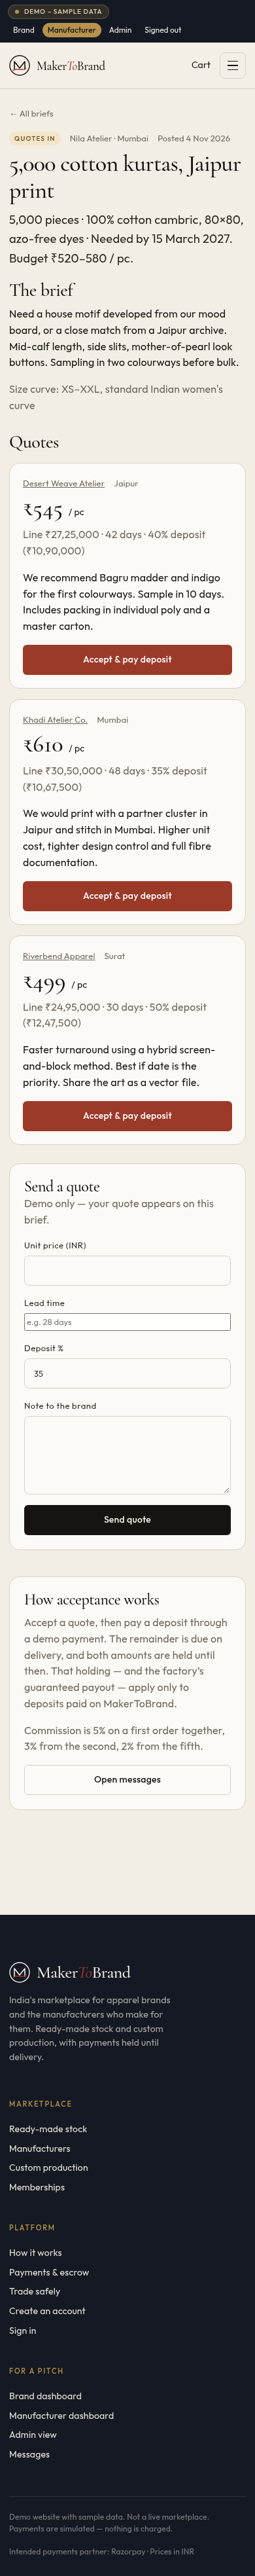 DEMO – SAMPLE DATA
Brand Manufacturer Admin Signed out
MakerToBrand Cart
← All briefs
QUOTES IN Nila Atelier · Mumbai Posted 4 Nov 2026
5,000 cotton kurtas, Jaipur
print
5,000 pieces · 100% cotton cambric, 80×80,
azo-free dyes · Needed by 15 March 2027.
Budget ₹520–580 / pc.
The brief
Need a house motif developed from our mood
board, or a close match from a Jaipur archive.
Mid-calf length, side slits, mother-of-pearl look
buttons. Sampling in two colourways before bulk.
Size curve: XS–XXL, standard Indian women's
curve
Quotes
Desert Weave Atelier Jaipur
₹545 / pc
Line ₹27,25,000 · 42 days · 40% deposit
(₹10,90,000)
We recommend Bagru madder and indigo
for the first colourways. Sample in 10 days.
Includes packing in individual poly and a
master carton.
Accept & pay deposit
Khadi Atelier Co. Mumbai
₹610 / pc
Line ₹30,50,000 · 48 days · 35% deposit
(₹10,67,500)
We would print with a partner cluster in
Jaipur and stitch in Mumbai. Higher unit
cost, tighter design control and full fibre
documentation.
Accept & pay deposit
Riverbend Apparel Surat
₹499 / pc
Line ₹24,95,000 · 30 days · 50% deposit
(₹12,47,500)
Faster turnaround using a hybrid screen-
and-block method. Best if date is the
priority. Share the art as a vector file.
Accept & pay deposit
Send a quote
Demo only — your quote appears on this
brief.
Unit price (INR)
Lead time
e.g. 28 days
Deposit %
35
Note to the brand
Send quote
How acceptance works
Accept a quote, then pay a deposit through
a demo payment. The remainder is due on
delivery, and both amounts are held until
then. That holding — and the factory's
guaranteed payout — apply only to
deposits paid on MakerToBrand.
Commission is 5% on a first order together,
3% from the second, 2% from the fifth.
Open messages
MakerToBrand
India's marketplace for apparel brands
and the manufacturers who make for
them. Ready-made stock and custom
production, with payments held until
delivery.
MARKETPLACE
Ready-made stock
Manufacturers
Custom production
Memberships
PLATFORM
How it works
Payments & escrow
Trade safely
Create an account
Sign in
FOR A PITCH
Brand dashboard
Manufacturer dashboard
Admin view
Messages
Demo website with sample data. Not a live marketplace.
Payments are simulated — nothing is charged.
Intended payments partner: Razorpay · Prices in INR